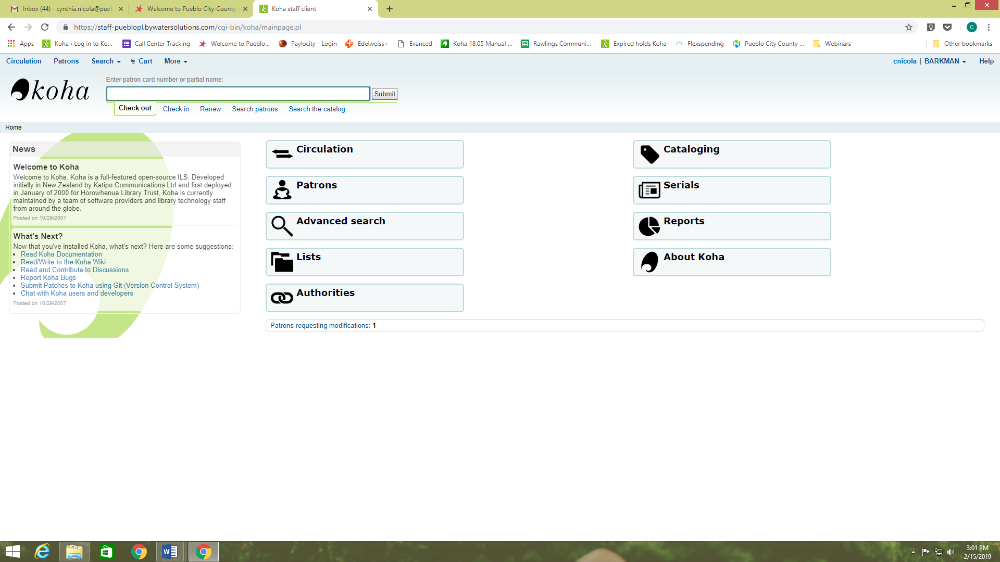 Inbox (44) - cynthia.nicola@pueb
Welcome to Pueblo City-County
Koha staff client
https://staff-pueblopl.bywatersolutions.com/cgi-bin/koha/mainpage.pl
C
Apps
Koha › Log in to Ko...
Call Center Tracking
Welcome to Pueblo...
Paylocity - Login
Edelweiss+
Evanced
Koha 18.05 Manual ...
Rawlings Communi...
Expired holds Koha
Flexspending
Pueblo City County ...
Webinars
Other bookmarks
Circulation
Patrons
Search
Cart
More
cnicola | BARKMAN
Help
koha
Enter patron card number or partial name:
Submit
Check out
Check in
Renew
Search patrons
Search the catalog
Home
News
Welcome to Koha
Welcome to Koha. Koha is a full-featured open-source ILS. Developed
initially in New Zealand by Katipo Communications Ltd and first deployed
in January of 2000 for Horowhenua Library Trust, Koha is currently
maintained by a team of software providers and library technology staff
from around the globe.
Posted on 10/29/2007
What's Next?
Now that you've installed Koha, what's next? Here are some suggestions:
Read Koha Documentation
Read/Write to the Koha Wiki
Read and Contribute to Discussions
Report Koha Bugs
Submit Patches to Koha using Git (Version Control System)
Chat with Koha users and developers
Posted on 10/29/2007
Circulation
Patrons
Advanced search
Lists
Authorities
Cataloging
Serials
Reports
About Koha
Patrons requesting modifications: 1
3:01 PM
2/15/2019